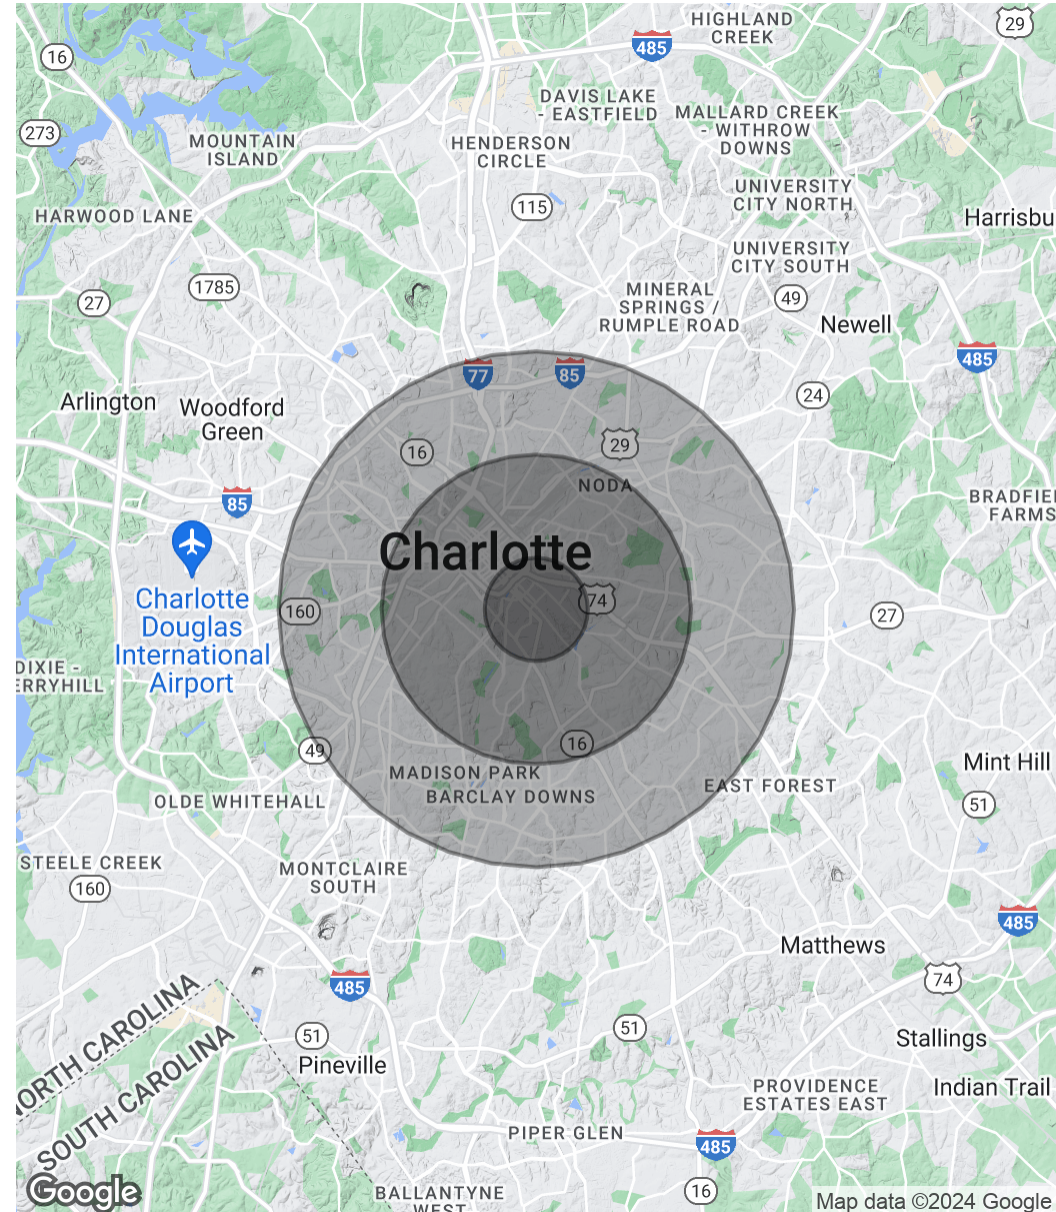 HIGHLAND
CREEK
29
16
485
DAVIS LAKE
- EASTFIELD
MALLARD CREEK
- WITHROW
DOWNS
273
MOUNTAIN
ISLAND
HENDERSON
CIRCLE
UNIVERSITY
CITY NORTH
115
HARWOOD LANE
Harrisbu
UNIVERSITY
CITY SOUTH
1785
27
MINERAL
SPRINGS /
RUMPLE ROAD
49
Newell
485
77
85
24
Arlington
Woodford
Green
16
29
85
NODA
BRADFIE
FARMS
Charlotte
74
160
27
Charlotte
Douglas
International
Airport
DIXIE -
ERRYHILL
49
16
MADISON PARK
BARCLAY DOWNS
EAST FOREST
Mint Hill
51
OLDE WHITEHALL
STEELE CREEK
160
MONTCLAIRE
SOUTH
485
Matthews
74
485
NORTH CAROLINA
SOUTH CAROLINA
51
51
Pineville
Stallings
Indian Trail
PROVIDENCE
ESTATES EAST
PIPER GLEN
485
16
BALLANTYNE
WEST
Google
Map data ©2024 Google